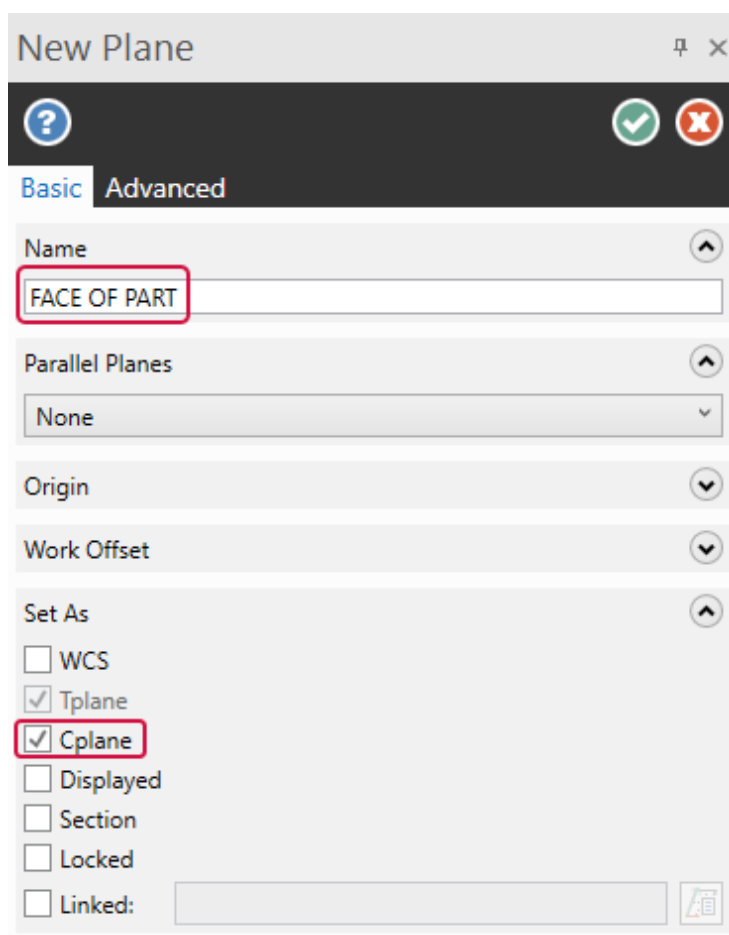 New Plane
Basic Advanced
Name
FACE OF PART
Parallel Planes
None
Origin
Work Offset
Set As
WCS
Tplane
Cplane
Displayed
Section
Locked
Linked: